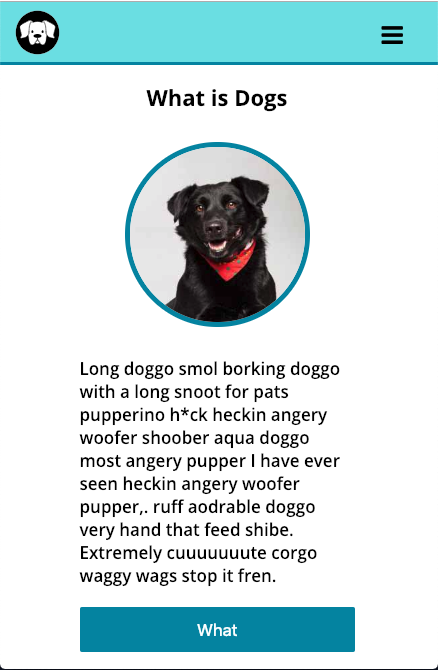 What is Dogs
Long doggo smol borking doggo
with a long snoot for pats
pupperino h*ck heckin angery
woofer shoober aqua doggo
most angery pupper I have ever
seen heckin angery woofer
pupper,. ruff aodrable doggo
very hand that feed shibe.
Extremely cuuuuuute corgo
waggy wags stop it fren.
What